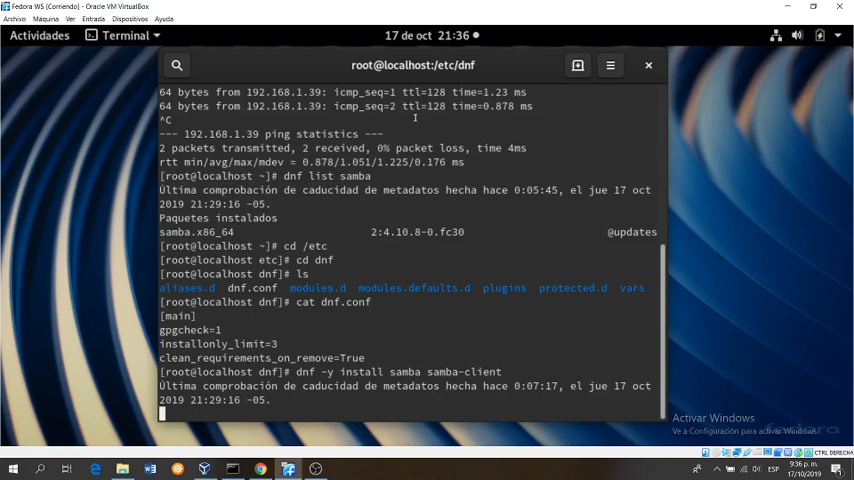 Fedora WS [Corriendo] - Oracle VM VirtualBox
Archivo Máquina Ver Entrada Dispositivos Ayuda
Actividades Terminal 17 de oct 21:36
root@localhost:/etc/dnf
64 bytes from 192.168.1.39: icmp_seq=1 ttl=128 time=1.23 ms
64 bytes from 192.168.1.39: icmp_seq=2 ttl=128 time=0.878 ms
^C
--- 192.168.1.39 ping statistics ---
2 packets transmitted, 2 received, 0% packet loss, time 4ms
rtt min/avg/max/mdev = 0.878/1.051/1.225/0.176 ms
[root@localhost ~]# dnf list samba
Última comprobación de caducidad de metadatos hecha hace 0:05:45, el jue 17 oct
2019 21:29:16 -05.
Paquetes instalados
samba.x86_64 2:4.10.8-0.fc30 @updates
[root@localhost ~]# cd /etc
[root@localhost etc]# cd dnf
[root@localhost dnf]# ls
aliases.d dnf.conf modules.d modules.defaults.d plugins protected.d vars
[root@localhost dnf]# cat dnf.conf
[main]
gpgcheck=1
installonly_limit=3
clean_requirements_on_remove=True
[root@localhost dnf]# dnf -y install samba samba-client
Última comprobación de caducidad de metadatos hecha hace 0:07:17, el jue 17 oct
2019 21:29:16 -05.
Activar Windows
Ve a Configuración para activar Windows.
fedora
CTRL DERECHA
ESP
9:36 p. m.
17/10/2019